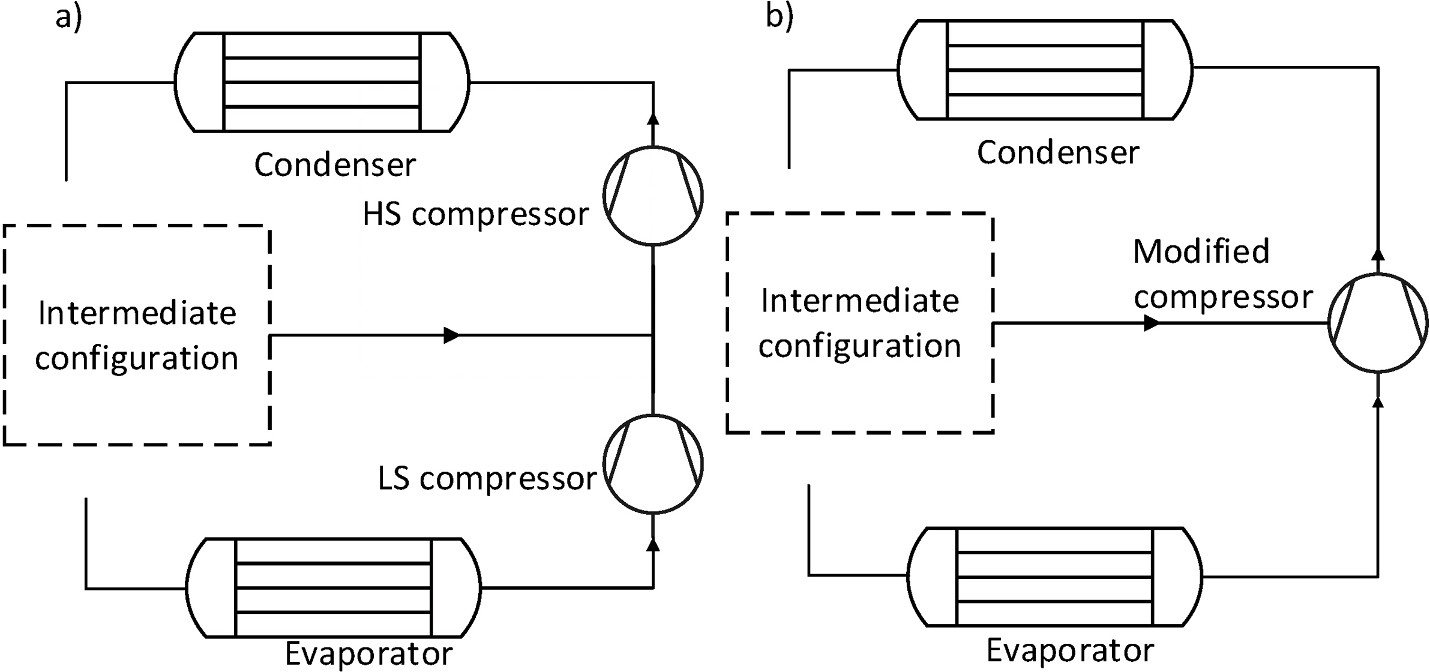 a)
Condenser
HS compressor
Intermediate
configuration
LS compressor
Evaporator
b)
Condenser
Modified
compressor
Intermediate
configuration
Evaporator